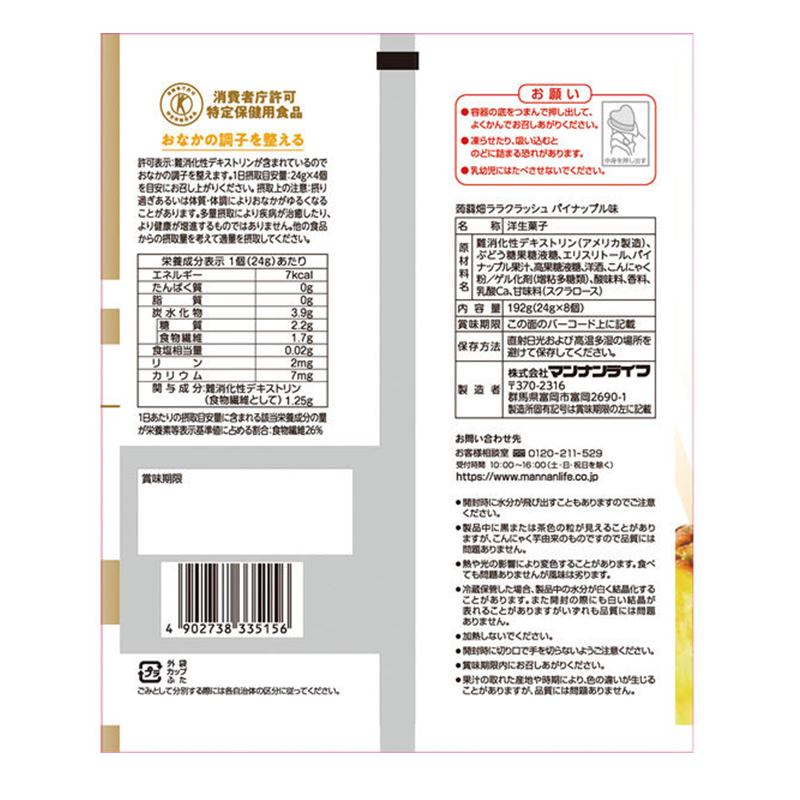 消費者庁許可
特定保健用食品
おなかの調子を整える
許可表示:難消化性デキストリンが含まれているので
おなかの調子を整えます。1日摂取目安量:24g×4個
を目安にお召し上がりください。摂取上の注意:摂り
過ぎあるいは体質・体調によりおなかがゆるくなる
ことがあります。多量摂取により疾病が治癒したり、
より健康が増進するものではありません。他の食品
からの摂取量を考えて適量を摂取してください。
栄養成分表示 1個(24g)あたり
エネルギー 7kcal
たんぱく質 0g
脂質 0g
炭水化物 3.9g
糖質 2.2g
食物繊維 1.7g
食塩相当量 0.02g
リン 2mg
カリウム 7mg
関与成分:難消化性デキストリン
(食物繊維として) 1.25g
1日あたりの摂取目安量に含まれる該当栄養成分の量
が栄養素等表示基準値に占める割合:食物繊維26%
賞味期限
4 902738 335156
プラ
外袋
カップ
ふた
ごみとして分別する際には各自治体の区分に従ってください。
お願い
●容器の底をつまんで押し出して、
よくかんでお召しあがりください。
●凍らせたり、吸い込むと
のどに詰まる恐れがあります。
●乳幼児にはたべさせないでください。
中身を押し出す
蒟蒻畑ララクラッシュ パイナップル味
名称 洋生菓子
原材料名 難消化性デキストリン(アメリカ製造)、
ぶどう糖果糖液糖、エリスリトール、パ
イナップル果汁、高果糖液糖、洋酒、こんにゃく
粉/ゲル化剤(増粘多糖類)、酸味料、香料、
乳酸Ca、甘味料(スクラロース)
内容量 192g(24g×8個)
賞味期限 この面のバーコード上に記載
保存方法 直射日光および高温多湿の場所を
避けて保存してください。
製造者 株式会社マンナンライフ
〒370-2316
群馬県富岡市富岡2690-1
製造所固有記号は賞味期限の左に記載
お問い合わせ先
お客様相談室 0120-211-529
受付時間 10:00〜16:00(土・日・祝日を除く)
https://www.mannanlife.co.jp
●開封時に水分が飛び出すこともありますのでご注意
ください。
●製品中に黒または茶色の粒が見えることがあり
ますが、こんにゃく芋由来のものですので品質には
問題ありません。
●熱や光の影響により変色することがあります。食べ
ても問題ありませんが風味は劣ります。
●冷蔵保管した場合、製品中の水分が白く結晶化する
ことがあります。また開封の際にも白い結晶が
表れることがありますがいずれも品質には問題
ありません。
●加熱しないでください。
●開封時に切り口で手を切らないようご注意ください。
●賞味期限内にお召しあがりください。
●果汁の取れた産地や時期により、色の違いが生じる
ことがありますが、品質には問題ありません。